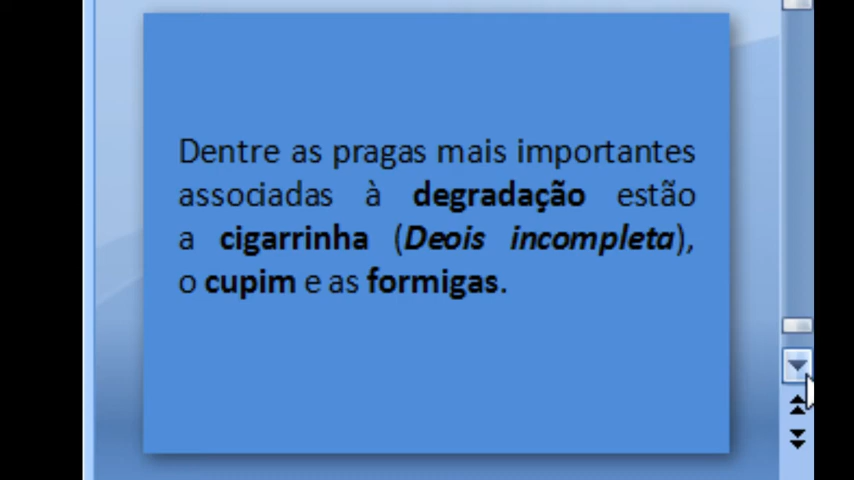 Dentre as pragas mais importantes
associadas à degradação estão
a cigarrinha (Deois incompleta),
o cupim e as formigas.